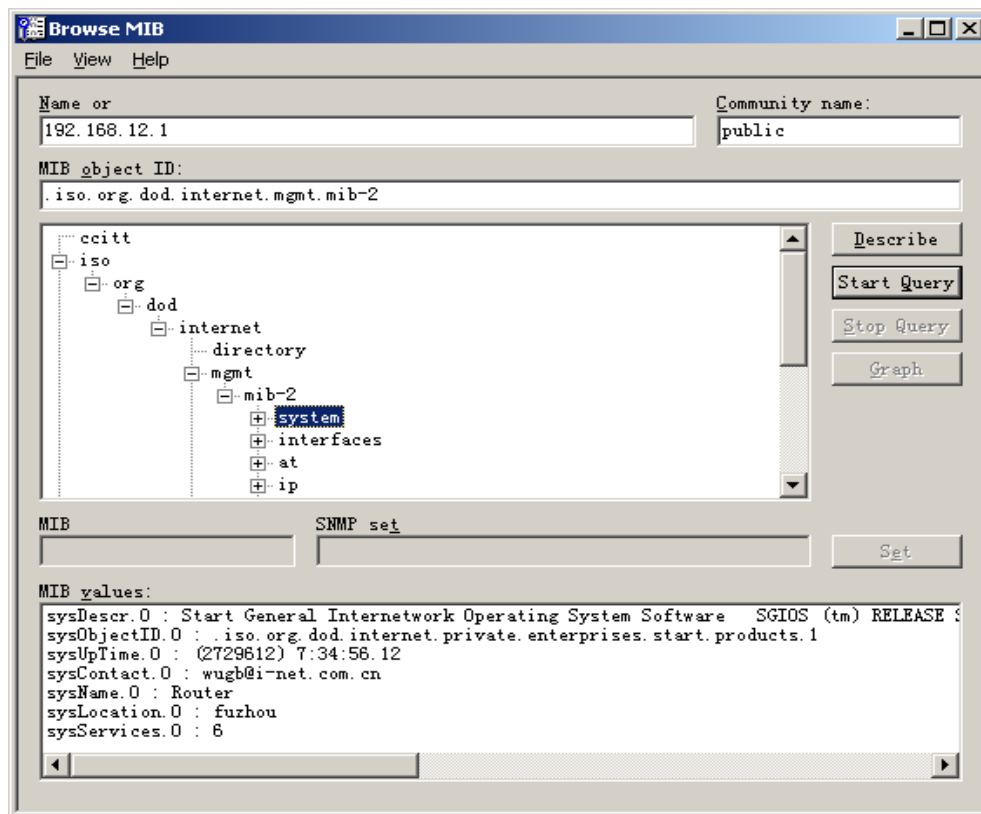 Browse MIB
File View Help
Name or
Community name:
192.168.12.1
public
MIB object ID:
.iso.org.dod.internet.mgmt.mib-2
ccitt
iso
org
dod
internet
directory
mgmt
mib-2
system
interfaces
at
ip
Describe
Start Query
Stop Query
Graph
MIB
SNMP set
Set
MIB values:
sysDescr.0 : Start General Internetwork Operating System Software   SGIOS (tm) RELEASE
sysObjectID.0 : .iso.org.dod.internet.private.enterprises.start.products.1
sysUpTime.0 : (2729612) 7:34:56.12
sysContact.0 : wugb@i-net.com.cn
sysName.0 : Router
sysLocation.0 : fuzhou
sysServices.0 : 6